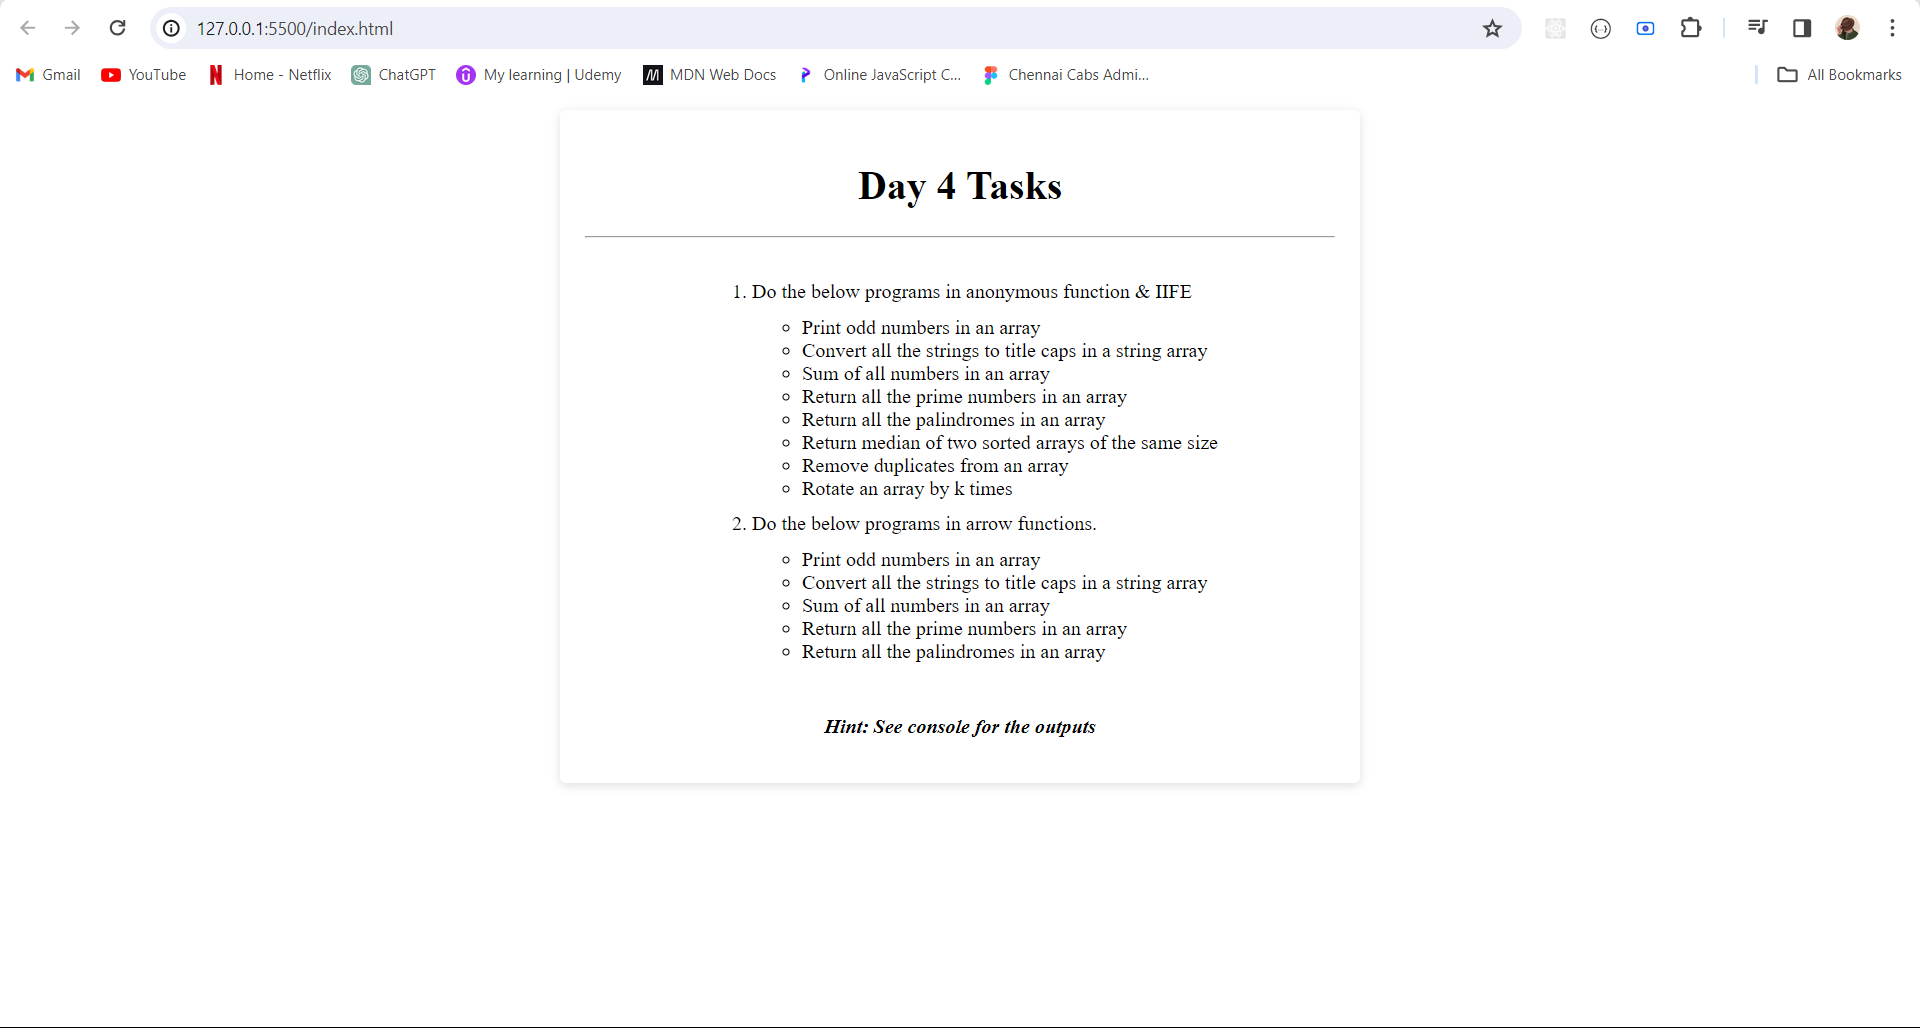 127.0.0.1:5500/index.html
Gmail YouTube Home - Netflix ChatGPT My learning | Udemy MDN Web Docs Online JavaScript C... Chennai Cabs Admi... All Bookmarks
Day 4 Tasks
1. Do the below programs in anonymous function & IIFE
Print odd numbers in an array
Convert all the strings to title caps in a string array
Sum of all numbers in an array
Return all the prime numbers in an array
Return all the palindromes in an array
Return median of two sorted arrays of the same size
Remove duplicates from an array
Rotate an array by k times
2. Do the below programs in arrow functions.
Print odd numbers in an array
Convert all the strings to title caps in a string array
Sum of all numbers in an array
Return all the prime numbers in an array
Return all the palindromes in an array
Hint: See console for the outputs